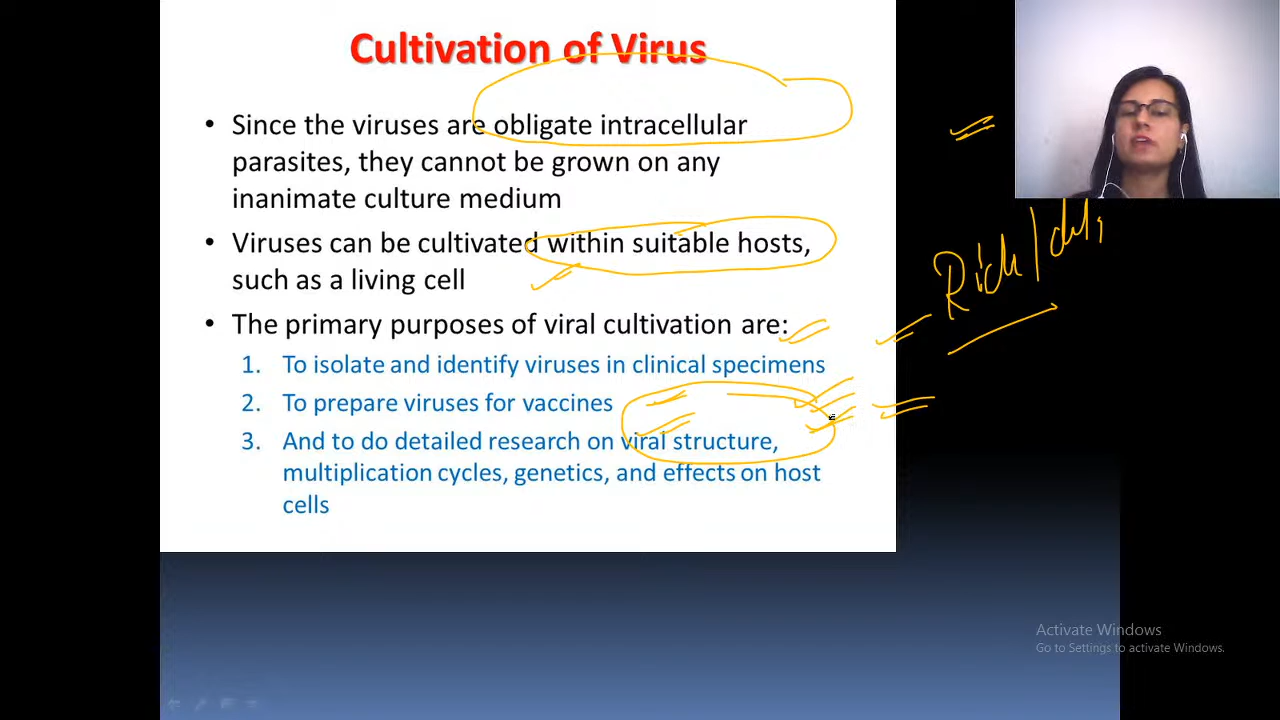 Cultivation of Virus
• Since the viruses are obligate intracellular
parasites, they cannot be grown on any
inanimate culture medium
• Viruses can be cultivated within suitable hosts,
such as a living cell
• The primary purposes of viral cultivation are:
1. To isolate and identify viruses in clinical specimens
2. To prepare viruses for vaccines
3. And to do detailed research on viral structure,
multiplication cycles, genetics, and effects on host
cells
Activate Windows
Go to Settings to activate Windows.